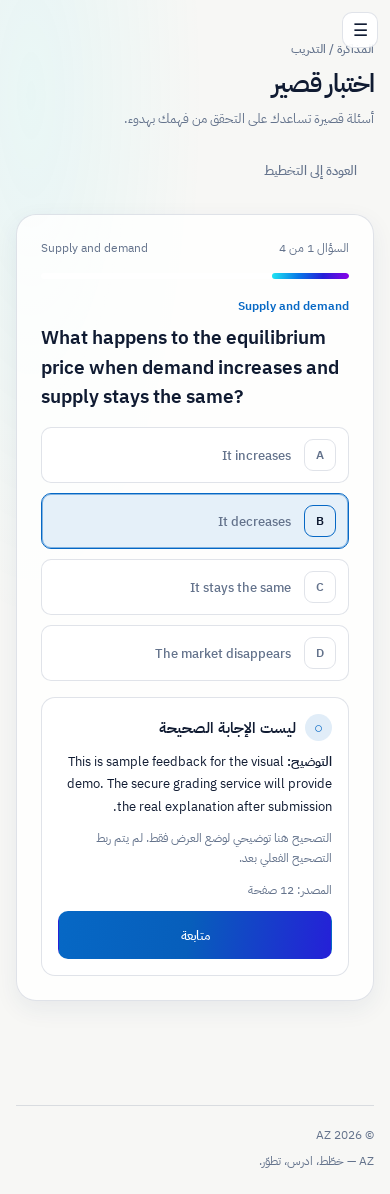 ☰
المذاكرة / التدريب
اختبار قصير
أسئلة قصيرة تساعدك على التحقق من فهمك بهدوء.
العودة إلى التخطيط
السؤال 1 من 4
Supply and demand
Supply and demand
What happens to the equilibrium
price when demand increases and
supply stays the same?
A
It increases
B
It decreases
C
It stays the same
D
The market disappears
ليست الإجابة الصحيحة
التوضيح: This is sample feedback for the visual
demo. The secure grading service will provide
the real explanation after submission.
التصحيح هنا توضيحي لوضع العرض فقط. لم يتم ربط
التصحيح الفعلي بعد.
المصدر: 12 صفحة
متابعة
© 2026 AZ
AZ — خطّط، ادرس، تطوّر.